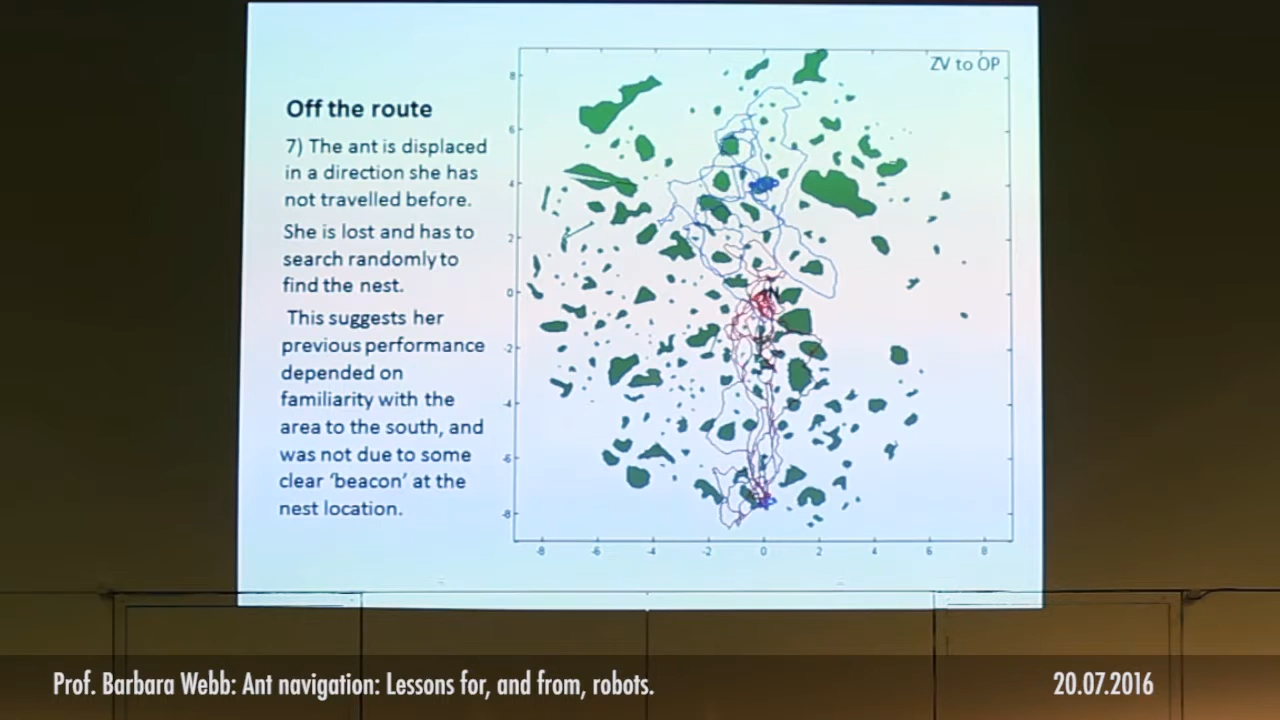 Off the route
7) The ant is displaced
in a direction she has
not travelled before.
She is lost and has to
search randomly to
find the nest.
This suggests her
previous performance
depended on
familiarity with the
area to the south, and
was not due to some
clear ‘beacon’ at the
nest location.
ZV to OP
8
6
4
2
0
-2
-4
-6
-8
N
-8 -6 -4 -2 0 2 4 6 8
Prof. Barbara Webb: Ant navigation: Lessons for, and from, robots.
20.07.2016